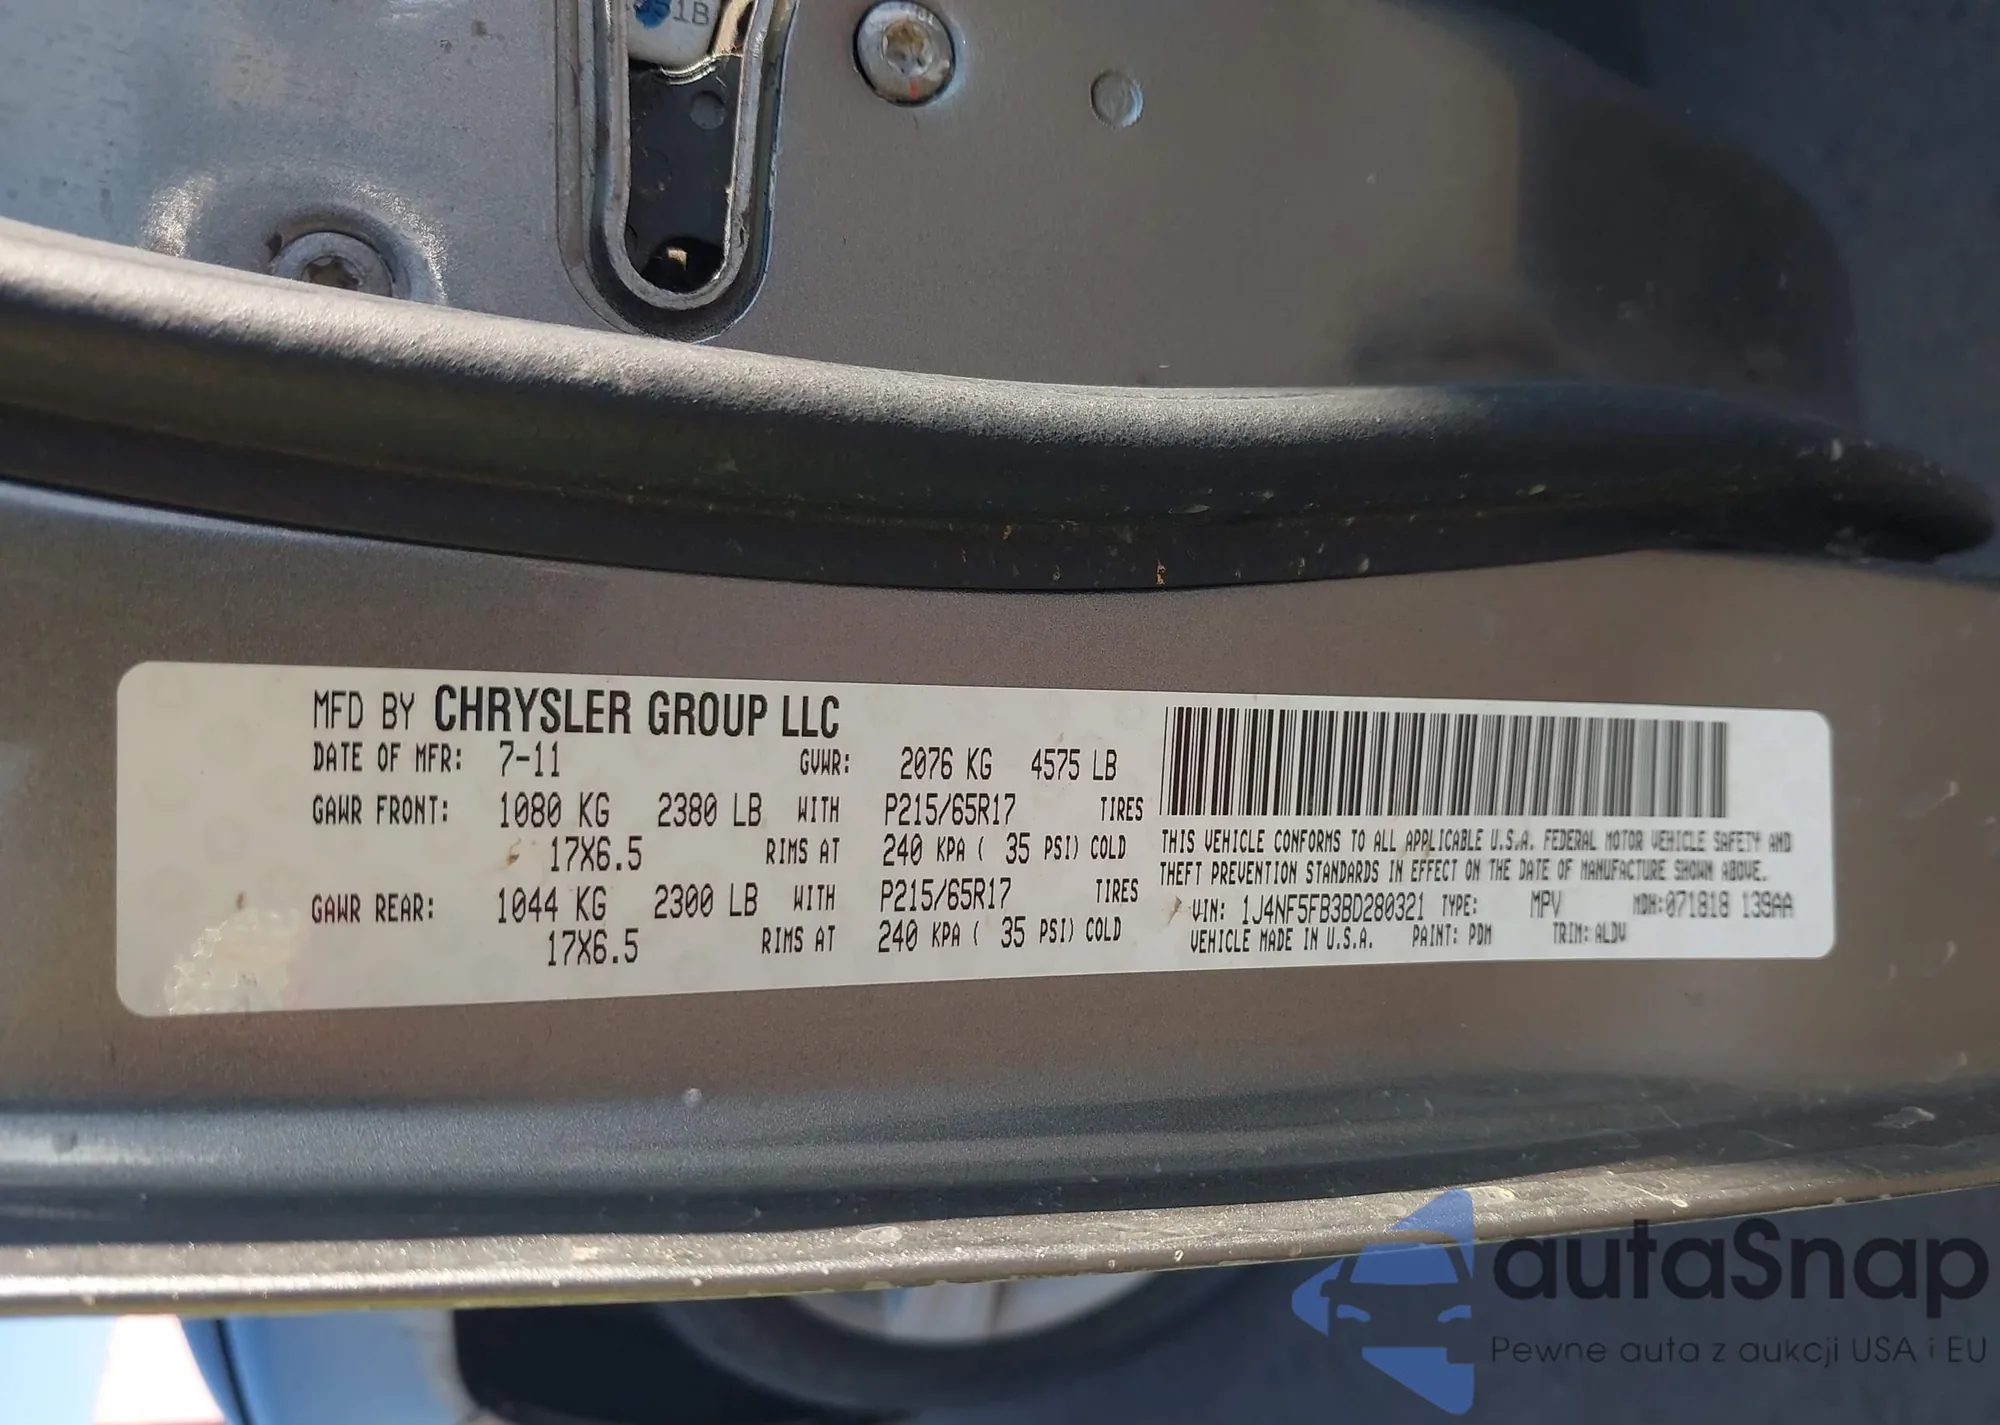 51B
MFD BY CHRYSLER GROUP LLC
DATE OF MFR: 7-11 GVWR: 2076 KG 4575 LB
GAWR FRONT: 1080 KG 2380 LB WITH P215/65R17 TIRES
17X6.5 RIMS AT 240 KPA ( 35 PSI) COLD
GAWR REAR: 1044 KG 2300 LB WITH P215/65R17 TIRES
17X6.5 RIMS AT 240 KPA ( 35 PSI) COLD
THIS VEHICLE CONFORMS TO ALL APPLICABLE U.S.A. FEDERAL MOTOR VEHICLE SAFETY AND
THEFT PREVENTION STANDARDS IN EFFECT ON THE DATE OF MANUFACTURE SHOWN ABOVE.
VIN: 1J4NF5FB3BD280321 TYPE: MPV MDH:071818 139AA
VEHICLE MADE IN U.S.A. PAINT: PDM TRIM: ALDV
autaSnap
Pewne auta z aukcji USA i EU